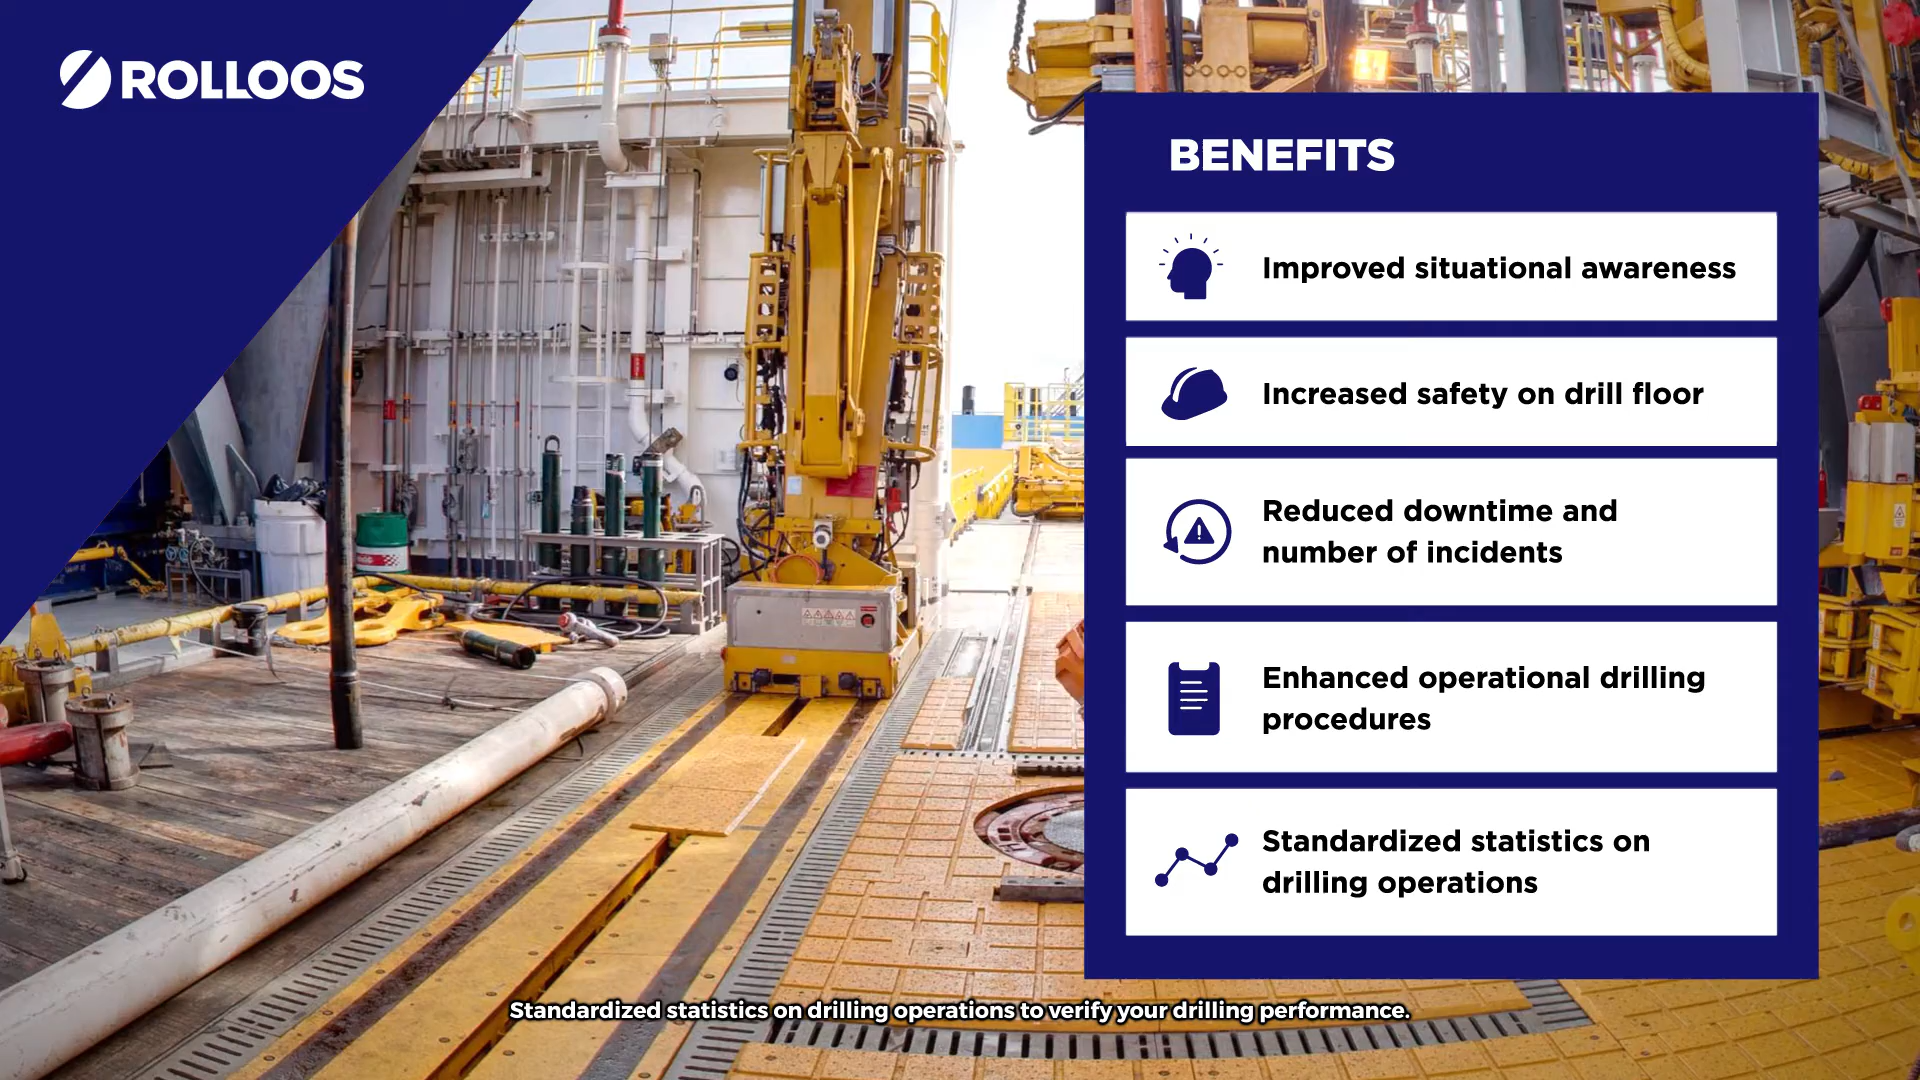 ROLLOOS
BENEFITS
Improved situational awareness
Increased safety on drill floor
Reduced downtime and
number of incidents
Enhanced operational drilling
procedures
Standardized statistics on
drilling operations
Standardized statistics on drilling operations to verify your drilling performance.